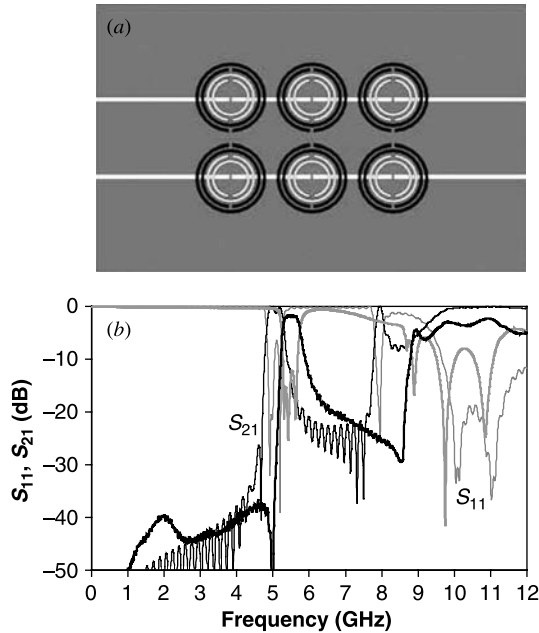 (a)
(b)
0
–10
–20
–30
–40
–50
S11, S21 (dB)
S21
S11
0 1 2 3 4 5 6 7 8 9 10 11 12
Frequency (GHz)